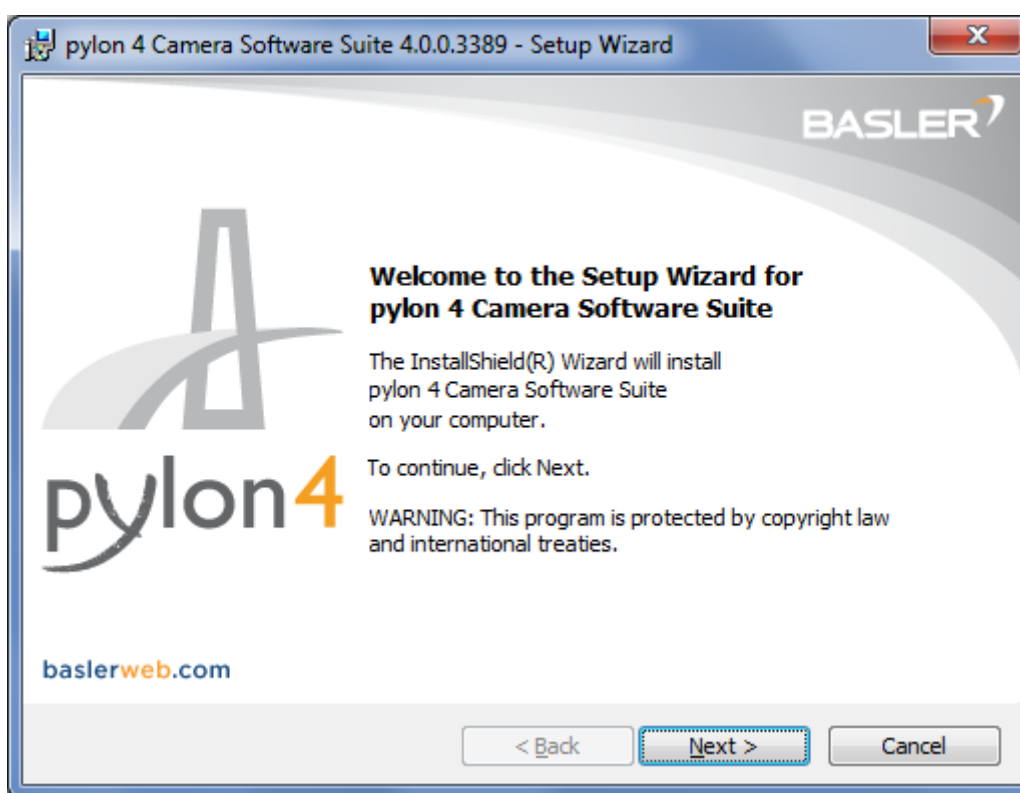 pylon 4 Camera Software Suite 4.0.0.3389 - Setup Wizard
BASLER
Welcome to the Setup Wizard for
pylon 4 Camera Software Suite
The InstallShield(R) Wizard will install
pylon 4 Camera Software Suite
on your computer.
To continue, click Next.
WARNING: This program is protected by copyright law
and international treaties.
pylon4
baslerweb.com
< Back
Next >
Cancel